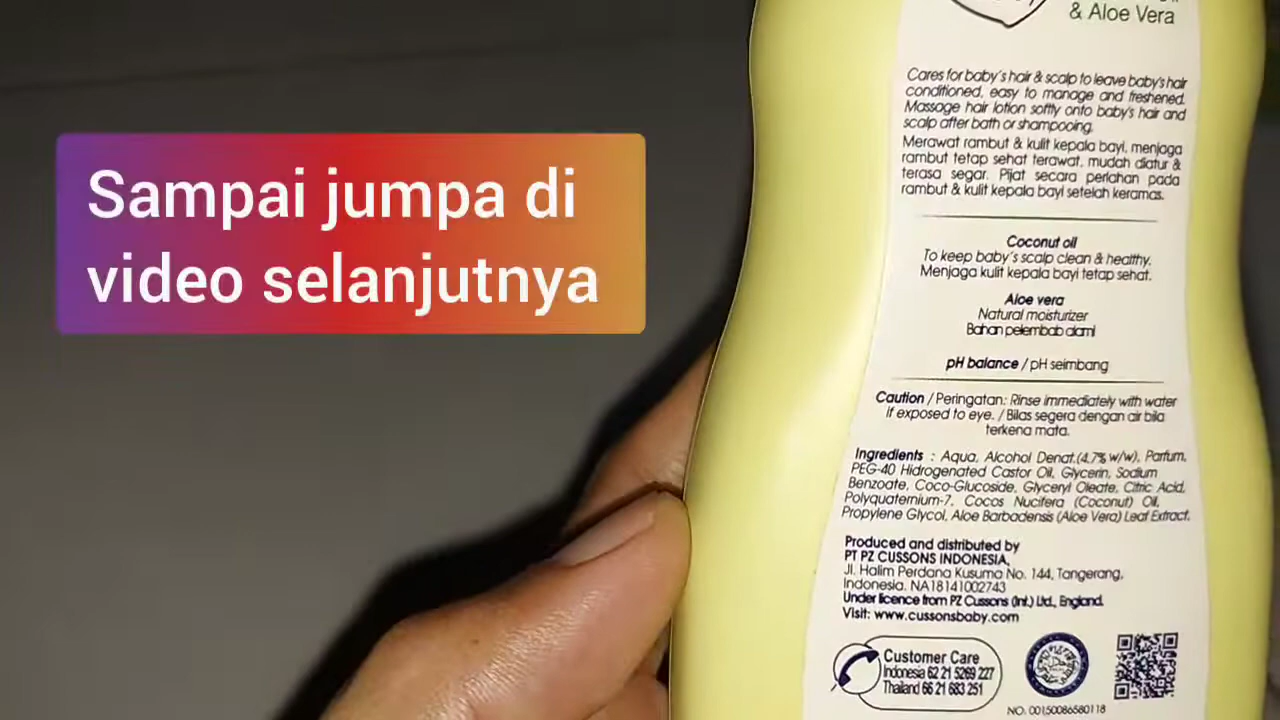 Sampai jumpa di
video selanjutnya
& Aloe Vera
Cares for baby's hair & scalp to leave baby's hair
conditioned, easy to manage and freshened.
Massage hair lotion softly onto baby's hair and
scalp after bath or shampooing.
Merawat rambut & kulit kepala bayi, menjaga
rambut tetap sehat terawat, mudah diatur &
terasa segar. Pijat secara perlahan pada
rambut & kulit kepala bayi setelah keramas.
Coconut oil
To keep baby's scalp clean & healthy.
Menjaga kulit kepala bayi tetap sehat.
Aloe vera
Natural moisturizer
Bahan pelembab alami
pH balance / pH seimbang
Caution / Peringatan: Rinse immediately with water
if exposed to eye. / Bilas segera dengan air bila
terkena mata.
Ingredients : Aqua, Alcohol Denat.(4.7% w/w), Parfum,
PEG-40 Hidrogenated Castor Oil, Glycerin, Sodium
Benzoate, Coco-Glucoside, Glyceryl Oleate, Citric Acid,
Polyquaternium-7, Cocos Nucifera (Coconut) Oil,
Propylene Glycol, Aloe Barbadensis (Aloe Vera) Leaf Extract.
Produced and distributed by
PT PZ CUSSONS INDONESIA,
Jl. Halim Perdana Kusuma No. 144, Tangerang,
Indonesia. NA18141002743
Under licence from PZ Cussons (Int.) Ltd., England.
Visit: www.cussonsbaby.com
Customer Care
Indonesia 62 21 5269 227
Thailand 66 21 683 251
NO. 00150086580118